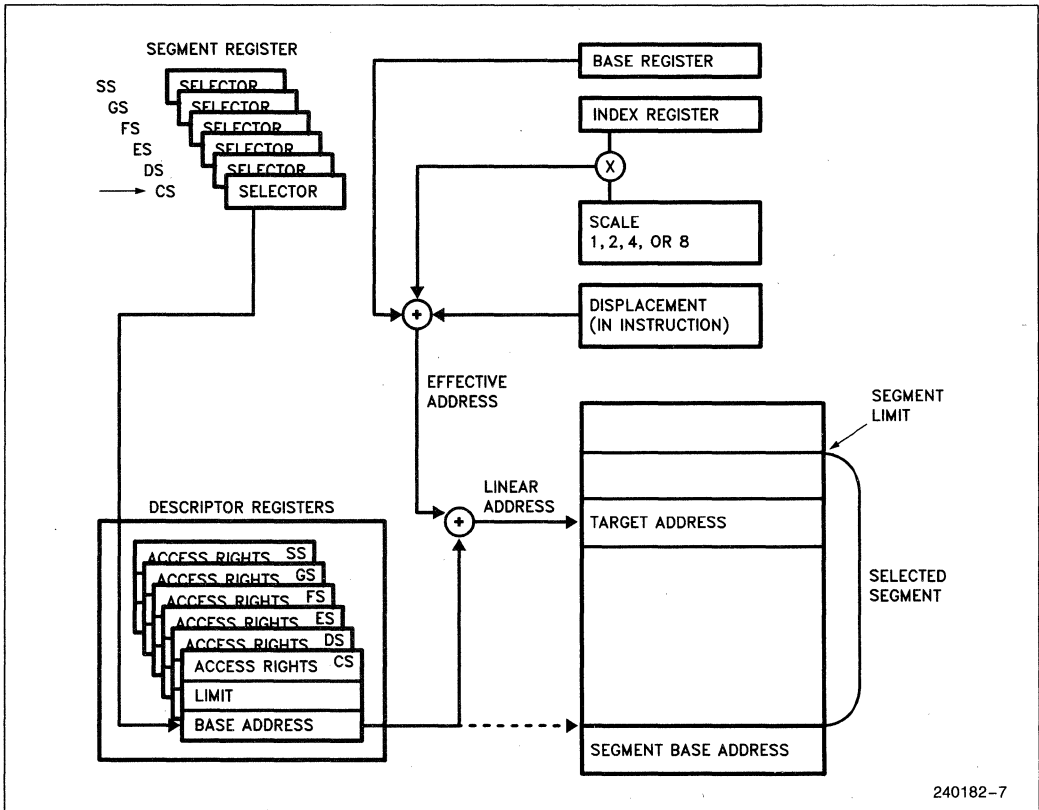 SEGMENT REGISTER
SS
GS
FS
ES
DS
CS
SELECTOR
SELECTOR
SELECTOR
SELECTOR
SELECTOR
SELECTOR
BASE REGISTER
INDEX REGISTER
X
SCALE
1, 2, 4, OR 8
DISPLACEMENT
(IN INSTRUCTION)
+
EFFECTIVE
ADDRESS
SEGMENT
LIMIT
LINEAR
ADDRESS
+
TARGET ADDRESS
SELECTED
SEGMENT
SEGMENT BASE ADDRESS
DESCRIPTOR REGISTERS
ACCESS RIGHTS SS
ACCESS RIGHTS GS
ACCESS RIGHTS FS
ACCESS RIGHTS ES
ACCESS RIGHTS DS
ACCESS RIGHTS CS
LIMIT
BASE ADDRESS
240182-7